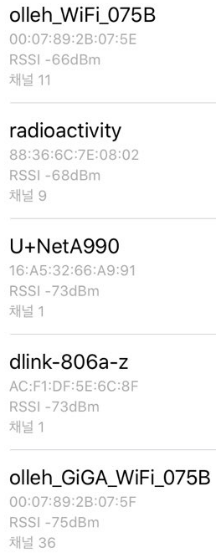 olleh_WiFi_075B
00:07:89:2B:07:5E
RSSI -66dBm
채널 11
radioactivity
88:36:6C:7E:08:02
RSSI -68dBm
채널 9
U+NetA990
16:A5:32:66:A9:91
RSSI -73dBm
채널 1
dlink-806a-z
AC:F1:DF:5E:6C:8F
RSSI -73dBm
채널 1
olleh_GiGA_WiFi_075B
00:07:89:2B:07:5F
RSSI -75dBm
채널 36